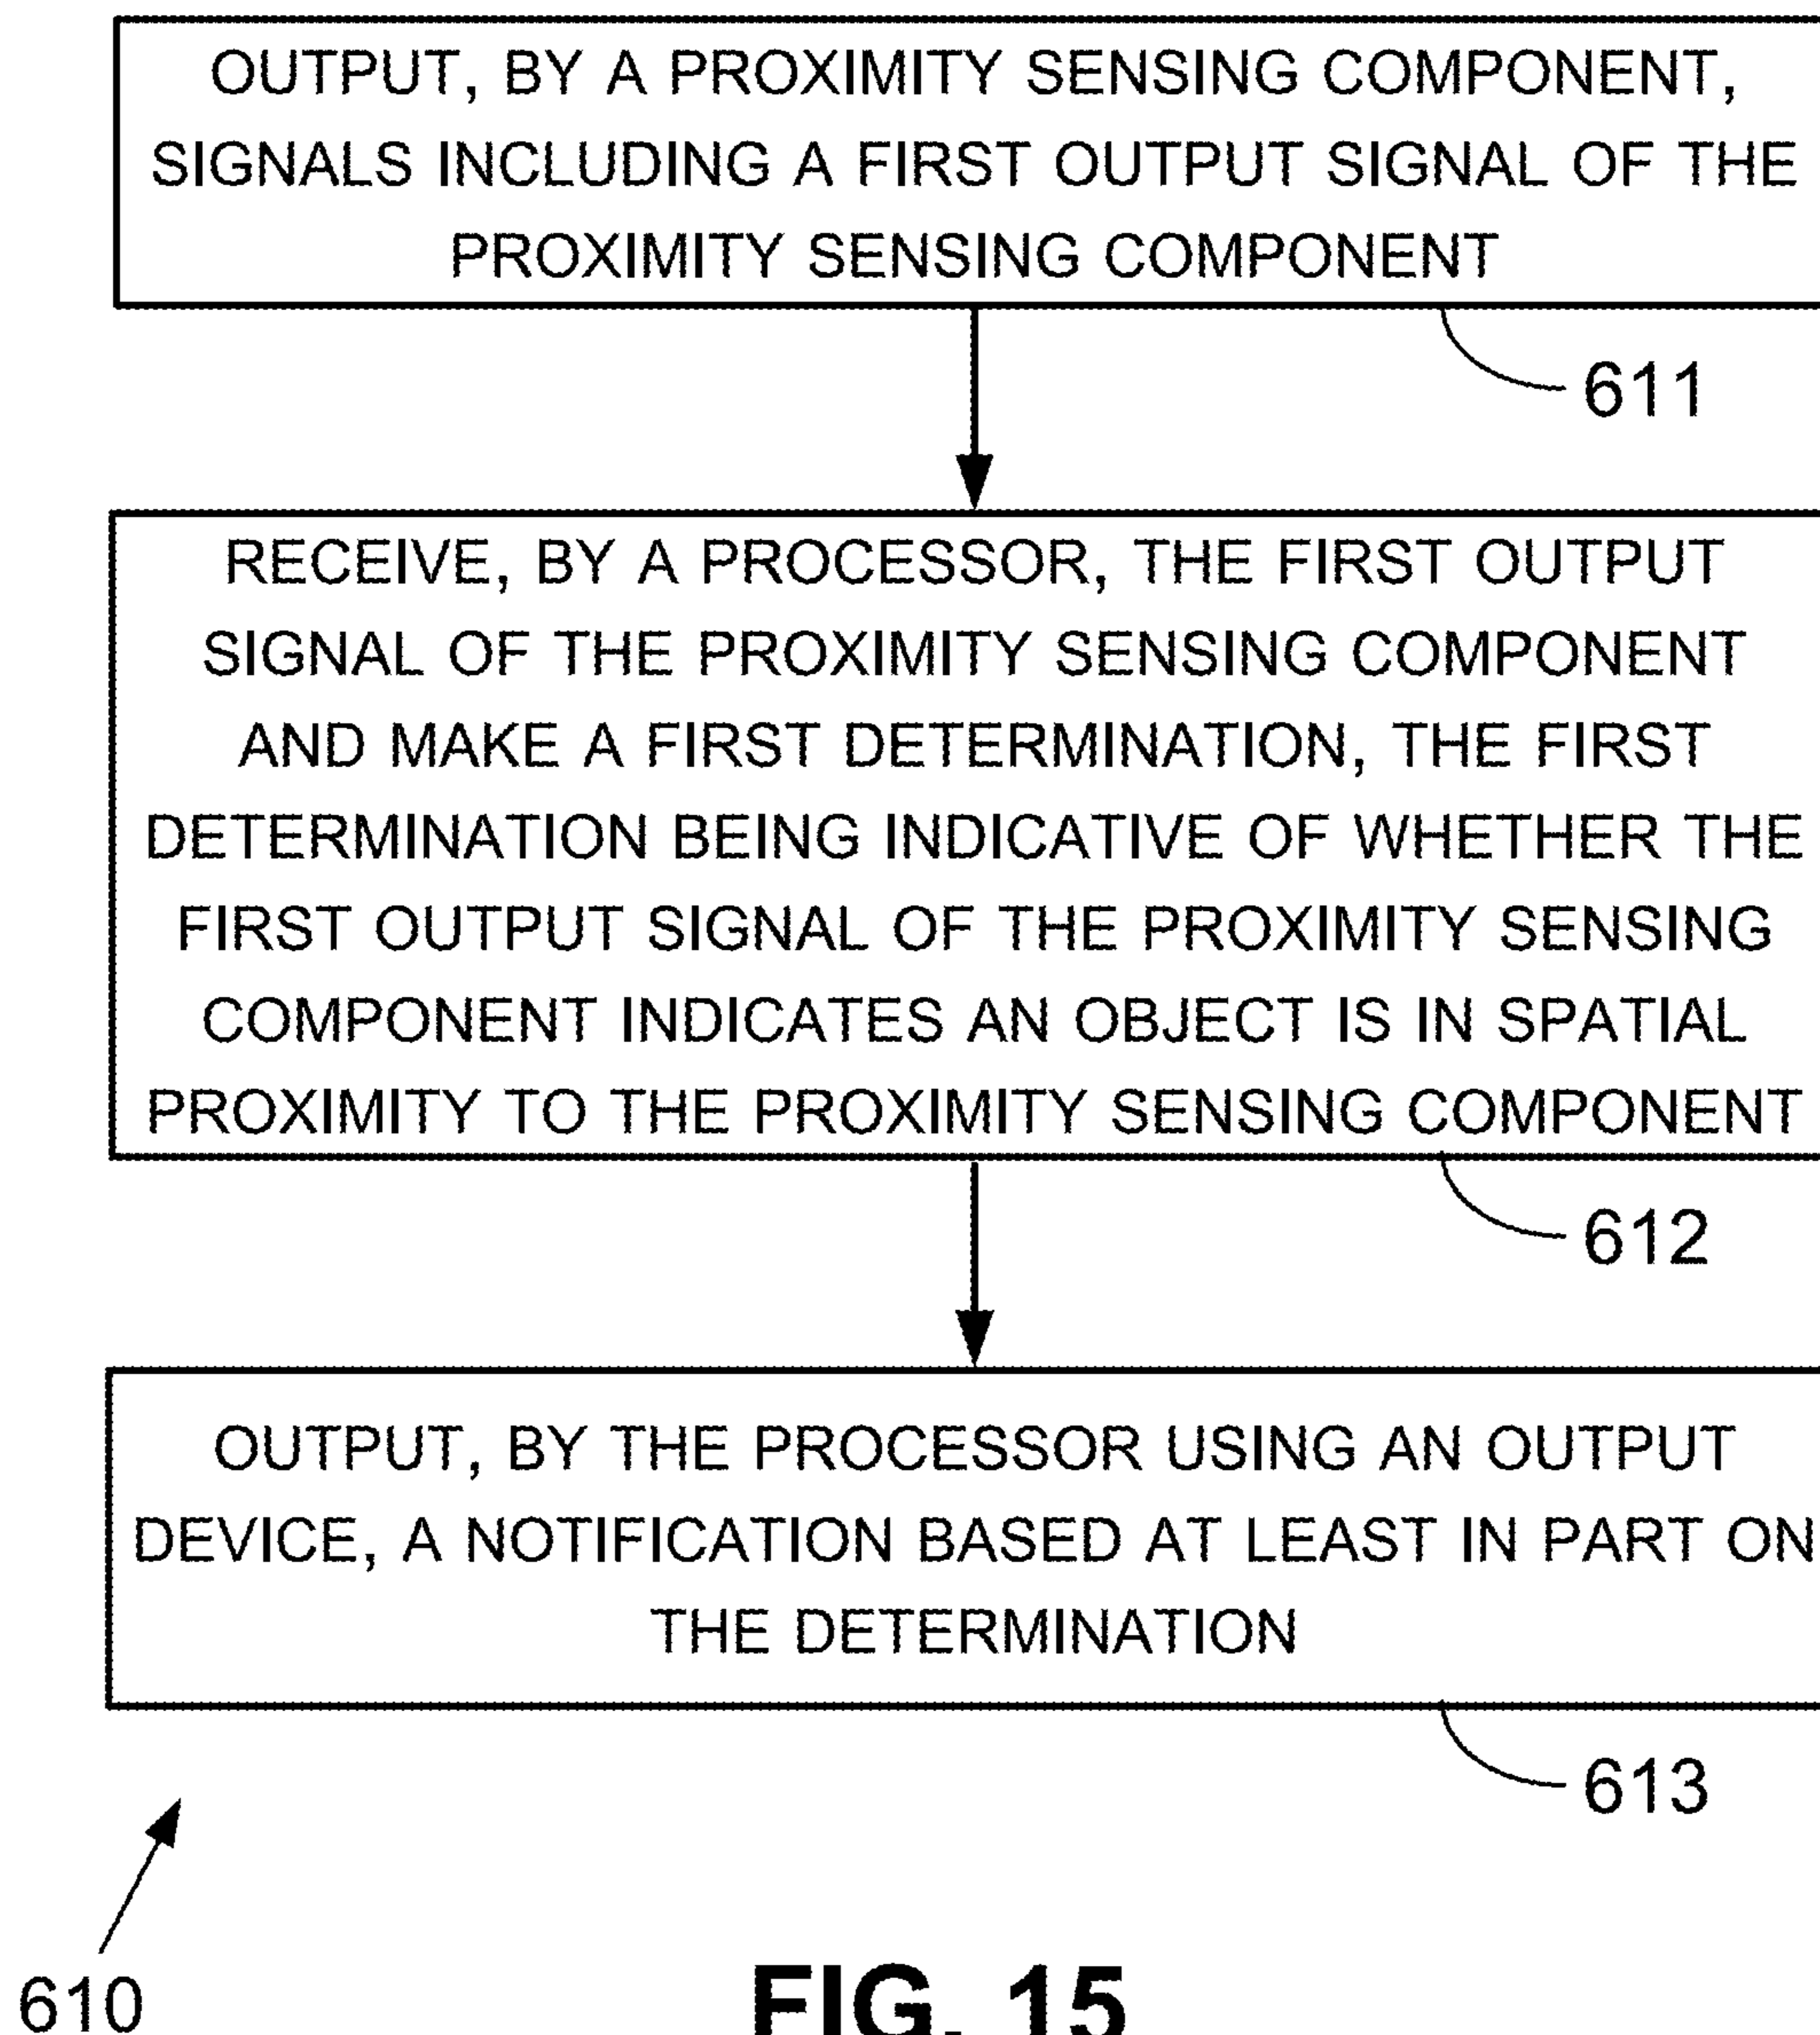 OUTPUT, BY A PROXIMITY SENSING COMPONENT,
SIGNALS INCLUDING A FIRST OUTPUT SIGNAL OF THE
PROXIMITY SENSING COMPONENT
611
RECEIVE, BY A PROCESSOR, THE FIRST OUTPUT
SIGNAL OF THE PROXIMITY SENSING COMPONENT
AND MAKE A FIRST DETERMINATION, THE FIRST
DETERMINATION BEING INDICATIVE OF WHETHER THE
FIRST OUTPUT SIGNAL OF THE PROXIMITY SENSING
COMPONENT INDICATES AN OBJECT IS IN SPATIAL
PROXIMITY TO THE PROXIMITY SENSING COMPONENT
612
OUTPUT, BY THE PROCESSOR USING AN OUTPUT
DEVICE, A NOTIFICATION BASED AT LEAST IN PART ON
THE DETERMINATION
613
610
FIG. 15